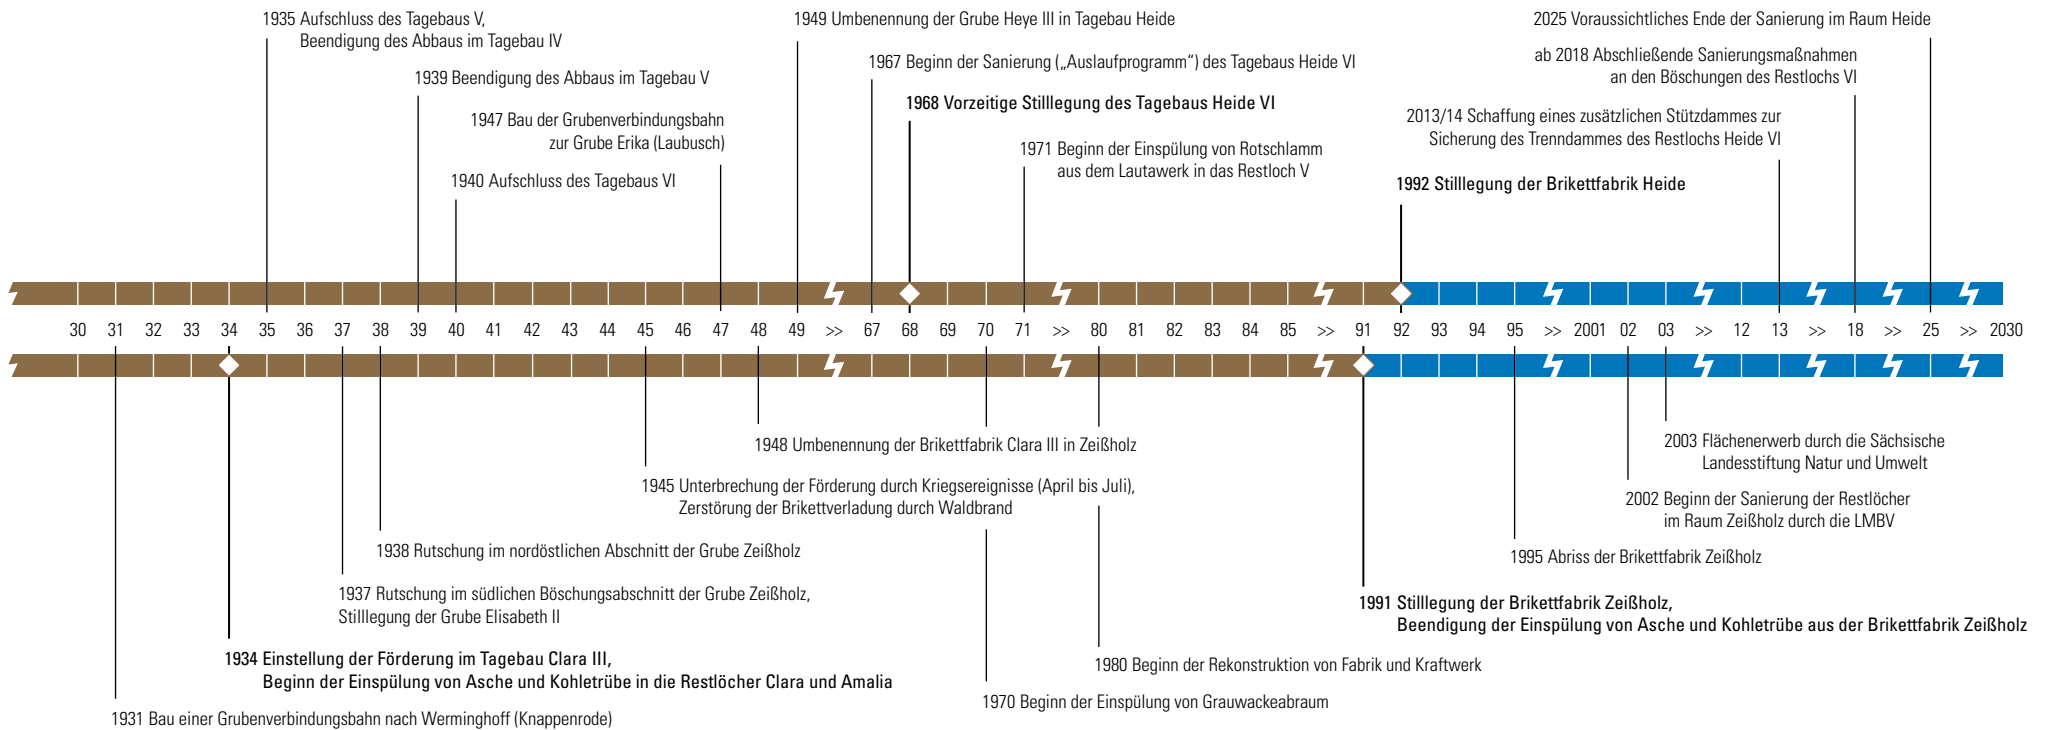 1935 Aufschluss des Tagebaus V,
Beendigung des Abbaus im Tagebau IV
1939 Beendigung des Abbaus im Tagebau V
1947 Bau der Grubenverbindungsbahn
zur Grube Erika (Laubusch)
1940 Aufschluss des Tagebaus VI
1949 Umbenennung der Grube Heye III in Tagebau Heide
1967 Beginn der Sanierung („Auslaufprogramm“) des Tagebaus Heide VI
1968 Vorzeitige Stilllegung des Tagebaus Heide VI
1971 Beginn der Einspülung von Rotschlamm
aus dem Lautawerk in das Restloch V
2025 Voraussichtliches Ende der Sanierung im Raum Heide
ab 2018 Abschließende Sanierungsmaßnahmen
an den Böschungen des Restlochs VI
2013/14 Schaffung eines zusätzlichen Stützdammes zur
Sicherung des Trenndammes des Restlochs Heide VI
1992 Stilllegung der Brikettfabrik Heide
30 31 32 33 34 35 36 37 38 39 40 41 42 43 44 45 46 47 48 49 >> 67 68 69 70 71 >> 80 81 82 83 84 85 >> 91 92 93 94 95 >> 2001 02 03 >> 12 13 >> 18 >> 25 >> 2030
1948 Umbenennung der Brikettfabrik Clara III in Zeißholz
1945 Unterbrechung der Förderung durch Kriegsereignisse (April bis Juli),
Zerstörung der Brikettverladung durch Waldbrand
1938 Rutschung im nordöstlichen Abschnitt der Grube Zeißholz
1937 Rutschung im südlichen Böschungsabschnitt der Grube Zeißholz,
Stilllegung der Grube Elisabeth II
1934 Einstellung der Förderung im Tagebau Clara III,
Beginn der Einspülung von Asche und Kohletrübe in die Restlöcher Clara und Amalia
1931 Bau einer Grubenverbindungsbahn nach Werminghoff (Knappenrode)
2003 Flächenerwerb durch die Sächsische
Landesstiftung Natur und Umwelt
2002 Beginn der Sanierung der Restlöcher
im Raum Zeißholz durch die LMBV
1995 Abriss der Brikettfabrik Zeißholz
1991 Stilllegung der Brikettfabrik Zeißholz,
Beendigung der Einspülung von Asche und Kohletrübe aus der Brikettfabrik Zeißholz
1980 Beginn der Rekonstruktion von Fabrik und Kraftwerk
1970 Beginn der Einspülung von Grauwackeabraum